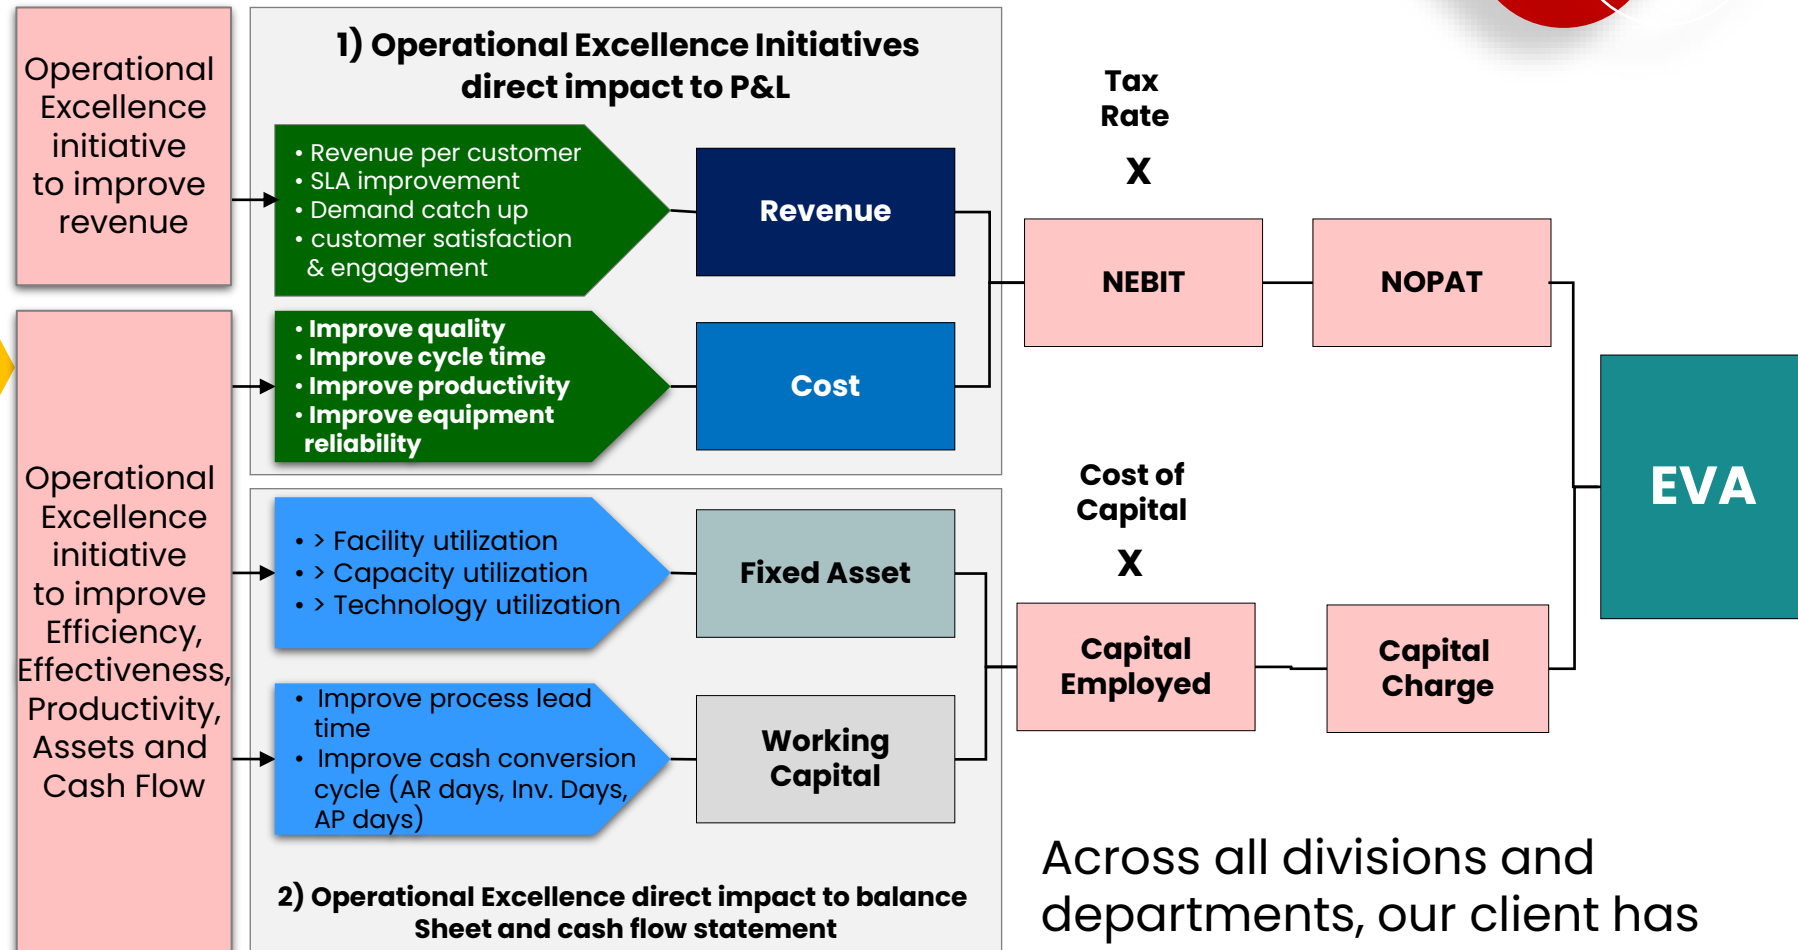 Operational
Excellence
initiative
to improve
revenue
1) Operational Excellence Initiatives
direct impact to P&L
• Revenue per customer
• SLA improvement
• Demand catch up
• customer satisfaction
& engagement
Revenue
• Improve quality
• Improve cycle time
• Improve productivity
• Improve equipment
reliability
Cost
Tax
Rate
X
NEBIT
NOPAT
Operational
Excellence
initiative
to improve
Efficiency,
Effectiveness,
Productivity,
Assets and
Cash Flow
• > Facility utilization
• > Capacity utilization
• > Technology utilization
Fixed Asset
• Improve process lead
time
• Improve cash conversion
cycle (AR days, Inv. Days,
AP days)
Working
Capital
2) Operational Excellence direct impact to balance
Sheet and cash flow statement
Cost of
Capital
X
Capital
Employed
Capital
Charge
EVA
Across all divisions and
departments, our client has